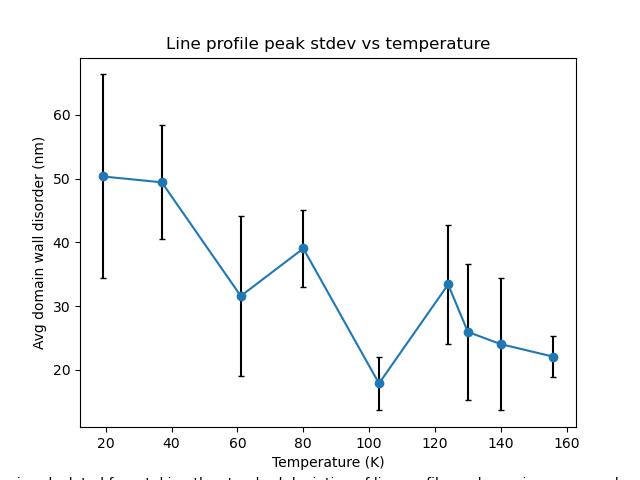 Line profile peak stdev vs temperature
Avg domain wall disorder (nm)
60
50
40
30
20
20 40 60 80 100 120 140 160
Temperature (K)